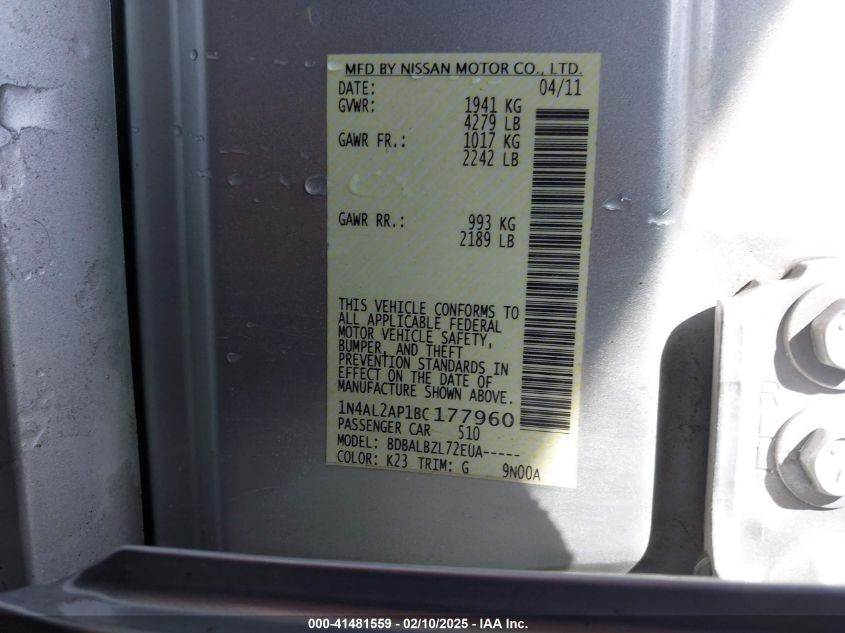 MFD BY NISSAN MOTOR CO., LTD.
DATE: 04/11
GVWR: 1941 KG
4279 LB
GAWR FR.: 1017 KG
2242 LB
GAWR RR.: 993 KG
2189 LB
THIS VEHICLE CONFORMS TO
ALL APPLICABLE FEDERAL
MOTOR VEHICLE SAFETY,
BUMPER, AND THEFT
PREVENTION STANDARDS IN
EFFECT ON THE DATE OF
MANUFACTURE SHOWN ABOVE.
1N4AL2AP1BC177960
PASSENGER CAR 510
MODEL: BDBALBZL72EUA-----
COLOR: K23 TRIM: G 9N00A
000-41481559 - 02/10/2025 - IAA Inc.